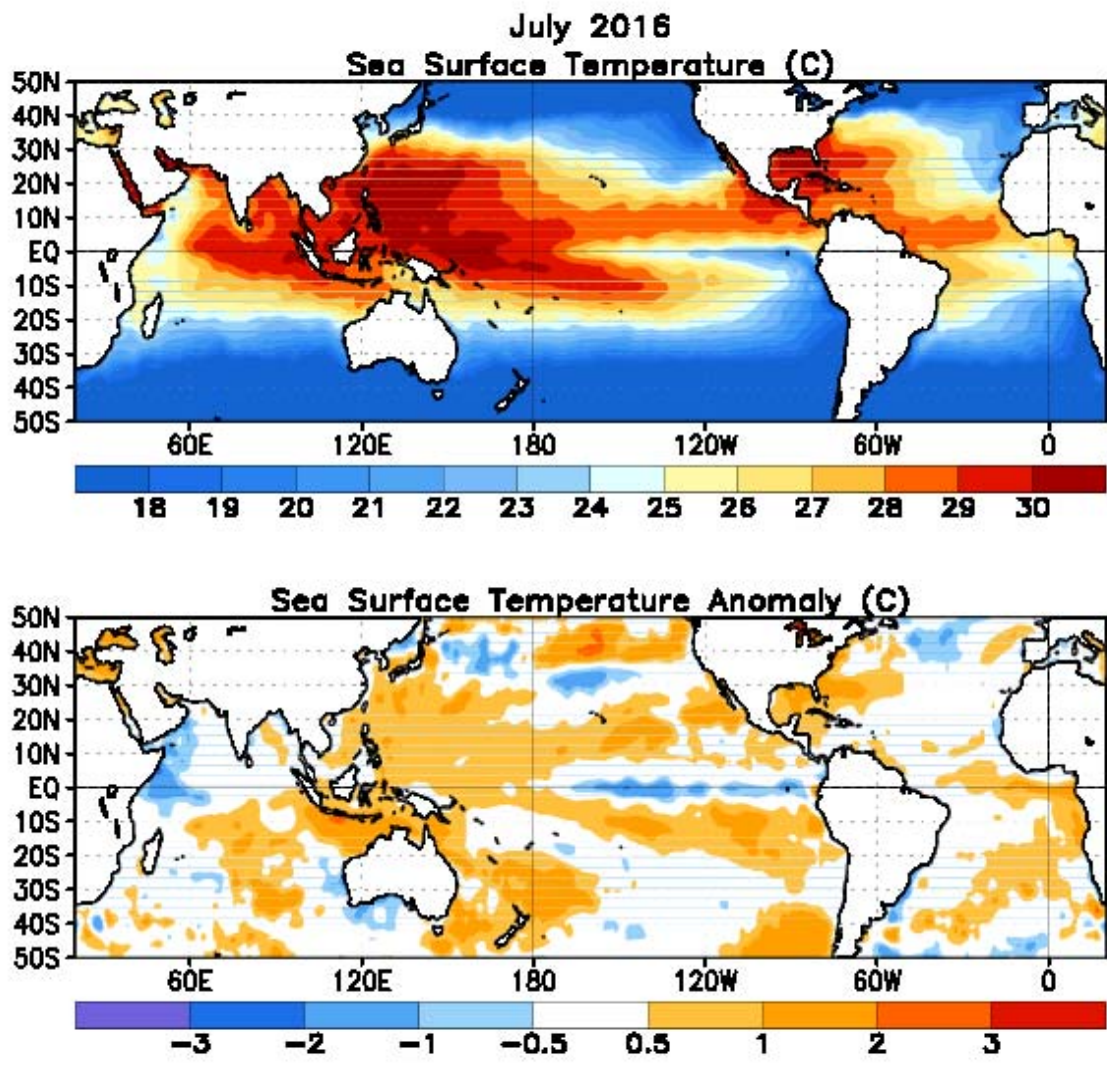 July 2016
Sea Surface Temperature (C)
50N
40N
30N
20N
10N
EQ
10S
20S
30S
40S
50S
60E 120E 180 120W 60W 0
18 19 20 21 22 23 24 25 26 27 28 29 30
Sea Surface Temperature Anomaly (C)
50N
40N
30N
20N
10N
EQ
10S
20S
30S
40S
50S
60E 120E 180 120W 60W 0
-3 -2 -1 -0.5 0.5 1 2 3